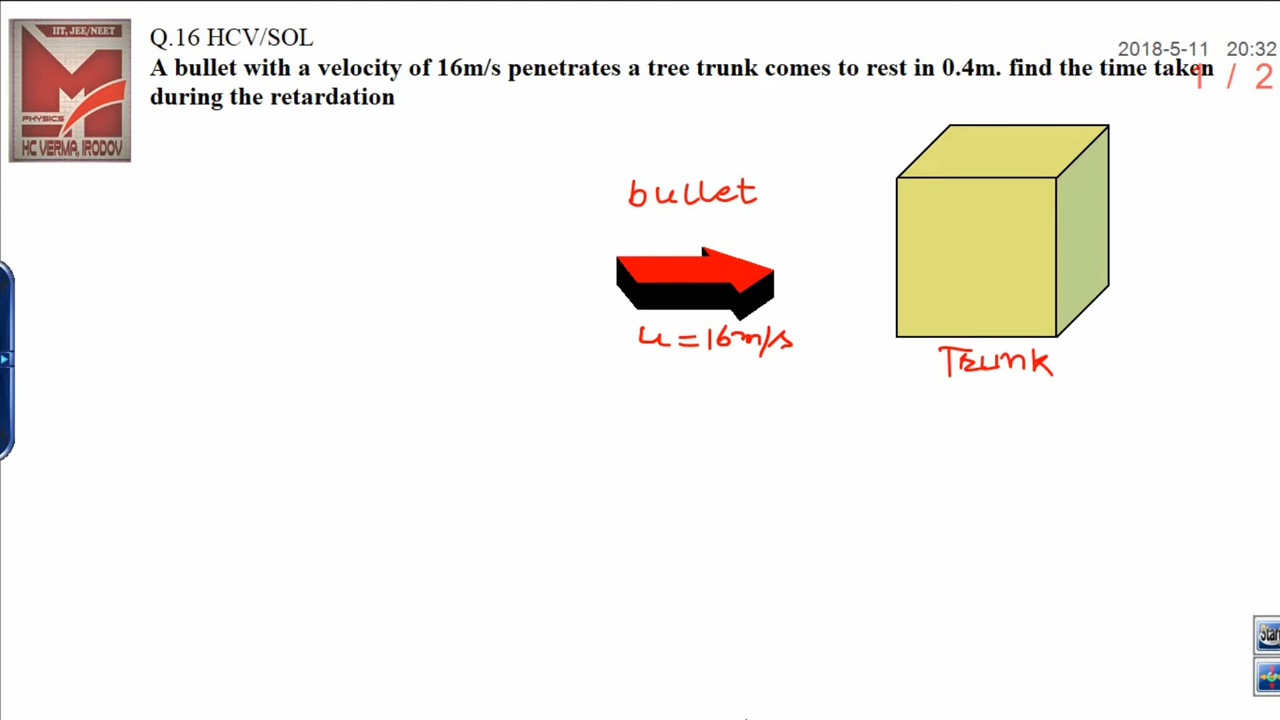 IIT, JEE/NEET
PHYSICS
HC VERMA, IRODOV
Q.16 HCV/SOL
2018-5-11 20:32
A bullet with a velocity of 16m/s penetrates a tree trunk comes to rest in 0.4m. find the time taken
1 / 2
during the retardation
bullet
u = 16m/s
Trunk
Start